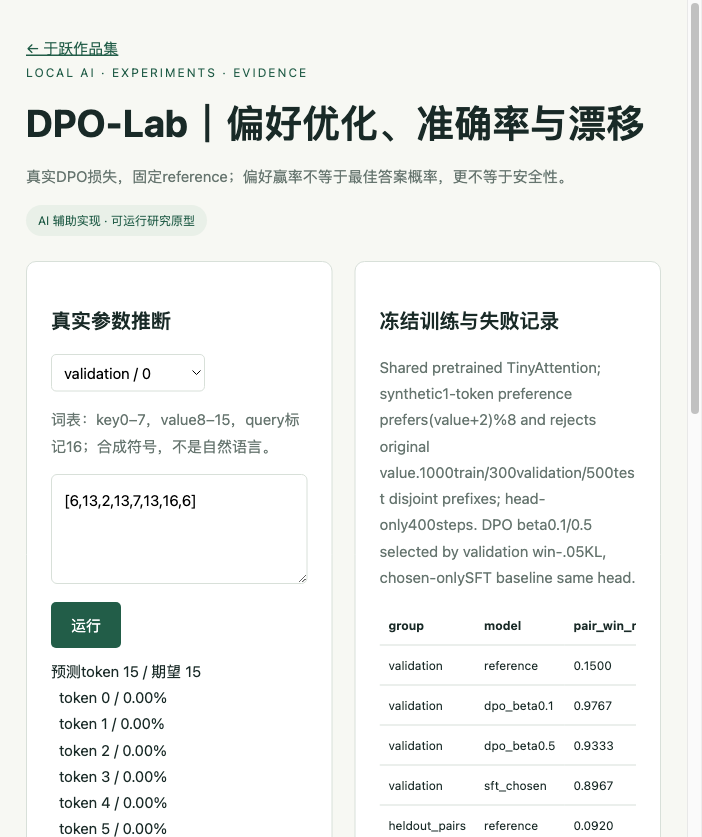 ← 于跃作品集
LOCAL AI · EXPERIMENTS · EVIDENCE
DPO-Lab｜偏好优化、准确率与漂移
真实DPO损失，固定reference；偏好赢率不等于最佳答案概率，更不等于安全性。
AI 辅助实现 · 可运行研究原型
真实参数推断
validation / 0
词表：key0–7，value8–15，query标
记16；合成符号，不是自然语言。
[6,13,2,13,7,13,16,6]
运行
预测token 15 / 期望 15
token 0 / 0.00%
token 1 / 0.00%
token 2 / 0.00%
token 3 / 0.00%
token 4 / 0.00%
token 5 / 0.00%
冻结训练与失败记录
Shared pretrained TinyAttention;
synthetic1-token preference
prefers(value+2)%8 and rejects
original
value.1000train/300validation/500tes
t disjoint prefixes; head-
only400steps. DPO beta0.1/0.5
selected by validation win-.05KL,
chosen-onlySFT baseline same head.
group model pair_win_r
validation reference 0.1500
validation dpo_beta0.1 0.9767
validation dpo_beta0.5 0.9333
validation sft_chosen 0.8967
heldout_pairs reference 0.0920